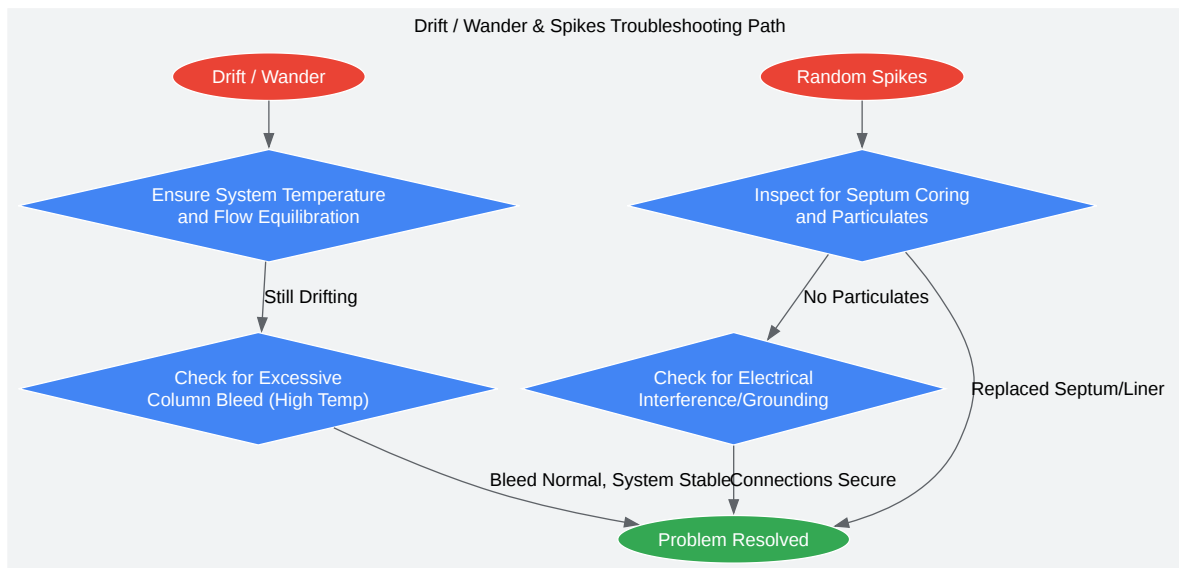 Drift / Wander & Spikes Troubleshooting Path
Drift / Wander
Random Spikes
Ensure System Temperature
and Flow Equilibration
Inspect for Septum Coring
and Particulates
Still Drifting
No Particulates
Check for Excessive
Column Bleed (High Temp)
Check for Electrical
Interference/Grounding
Replaced Septum/Liner
Bleed Normal, System Stable
Connections Secure
Problem Resolved